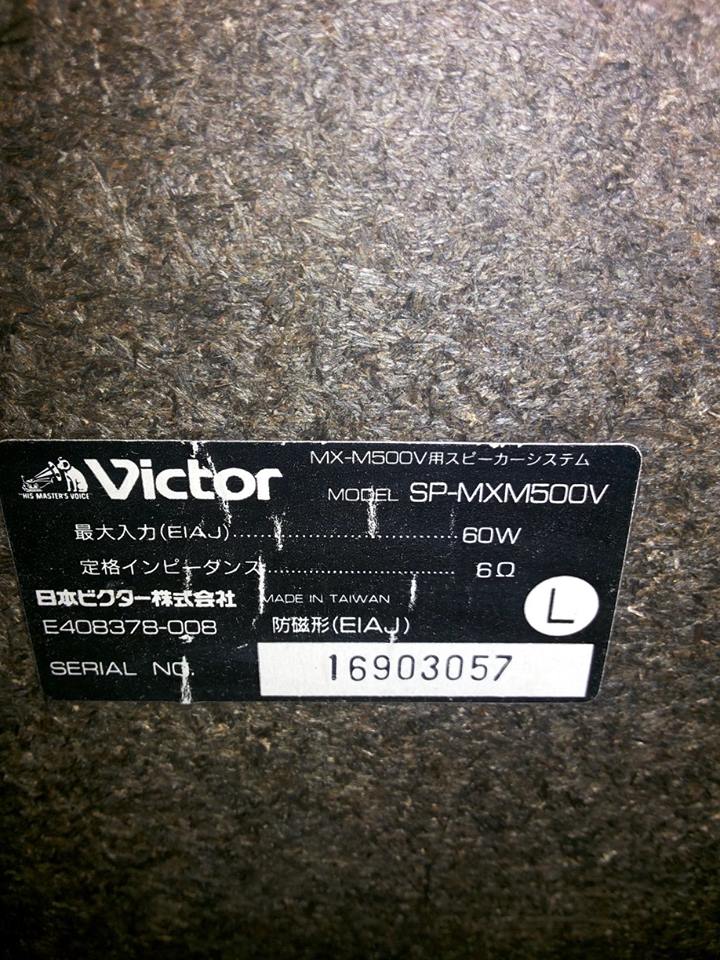 "HIS MASTER'S VOICE"
Victor
MX-M500V用スピーカーシステム
MODEL SP-MXM500V
最大入力(EIAJ)..............................60W
定格インピーダンス..............................6Ω
日本ビクター株式会社 MADE IN TAIWAN
E408378-008 防磁形(EIAJ)
L
SERIAL NO. 16903057